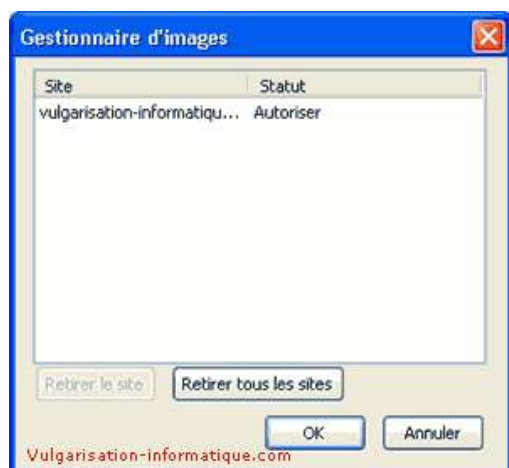 Gestionnaire d'images
Site Statut
vulgarisation-informatiqu... Autoriser
Retirer le site Retirer tous les sites
OK Annuler
Vulgarisation-informatique.com